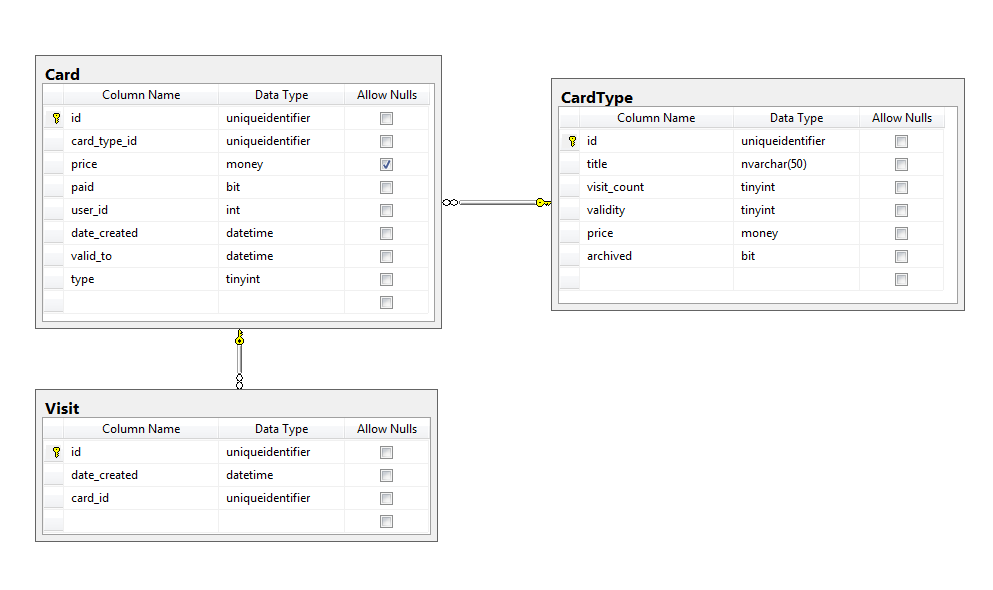 Card
Column Name Data Type Allow Nulls
id uniqueidentifier
card_type_id uniqueidentifier
price money
paid bit
user_id int
date_created datetime
valid_to datetime
type tinyint
CardType
Column Name Data Type Allow Nulls
id uniqueidentifier
title nvarchar(50)
visit_count tinyint
validity tinyint
price money
archived bit
Visit
Column Name Data Type Allow Nulls
id uniqueidentifier
date_created datetime
card_id uniqueidentifier